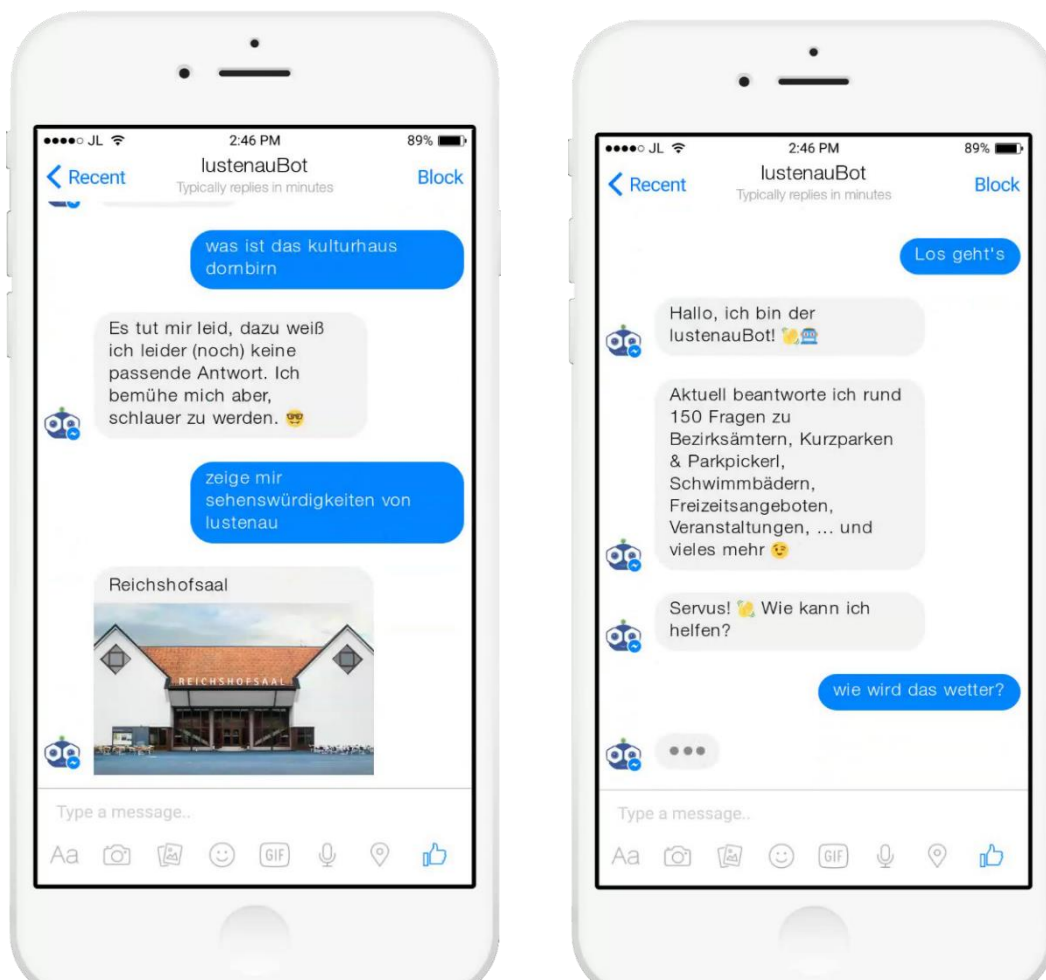 JL 2:46 PM 89%
Recent lustenauBot Block
Typically replies in minutes
was ist das kulturhaus
dornbirn
Es tut mir leid, dazu weiß
ich leider (noch) keine
passende Antwort. Ich
bemühe mich aber,
schlauer zu werden. 🤓
zeige mir
sehenswürdigkeiten von
lustenau
Reichshofsaal
REICHSHOFSAAL
Type a message..
Aa GIF
JL 2:46 PM 89%
Recent lustenauBot Block
Typically replies in minutes
Los geht's
Hallo, ich bin der
lustenauBot! 👋🤖
Aktuell beantworte ich rund
150 Fragen zu
Bezirksämtern, Kurzparken
& Parkpickerl,
Schwimmbädern,
Freizeitsangeboten,
Veranstaltungen, ... und
vieles mehr 😉
Servus! 👋 Wie kann ich
helfen?
wie wird das wetter?
Type a message..
Aa GIF